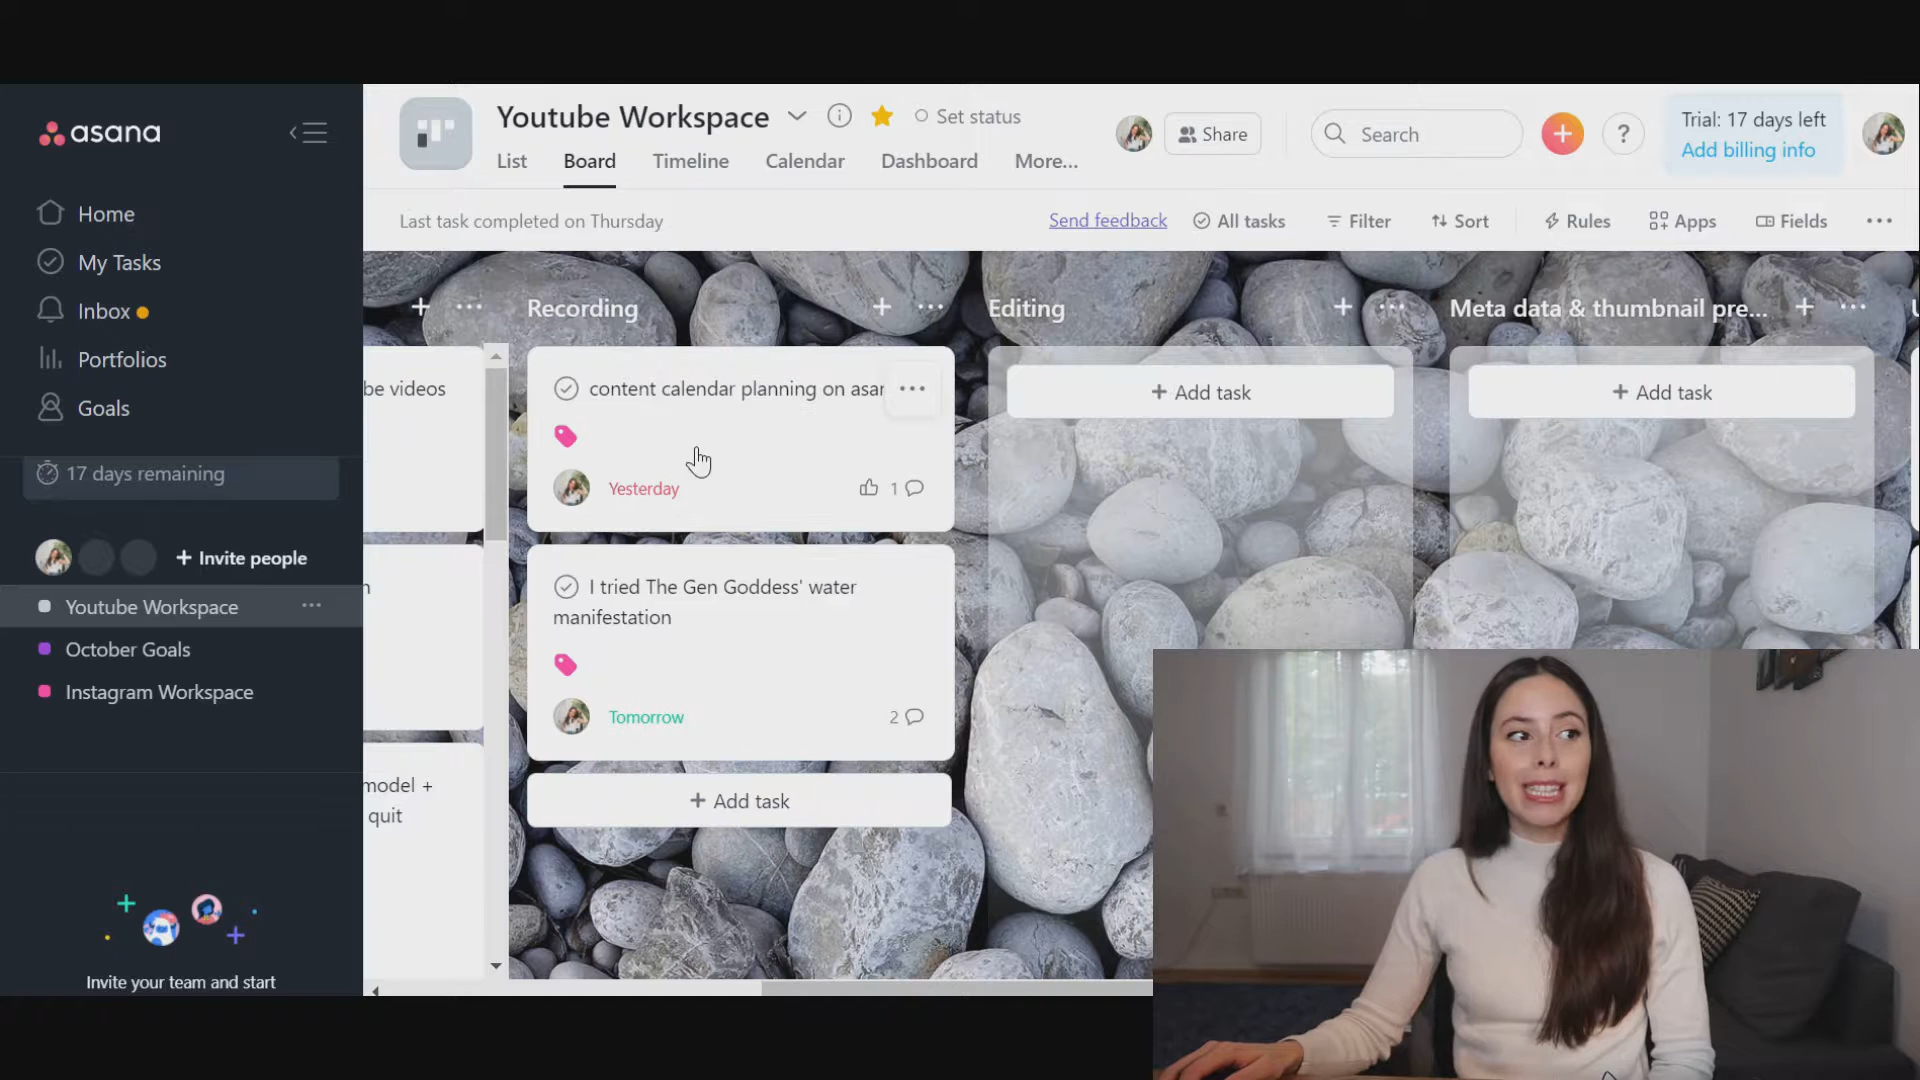 asana
Home
My Tasks
Inbox
Portfolios
Goals
17 days remaining
+ Invite people
Youtube Workspace
October Goals
Instagram Workspace
Invite your team and start
Youtube Workspace
Set status
Share
Search
?
Trial: 17 days left
Add billing info
List
Board
Timeline
Calendar
Dashboard
More...
Last task completed on Thursday
Send feedback
All tasks
Filter
Sort
Rules
Apps
Fields
Recording
Editing
Meta data & thumbnail pre...
be videos
model +
quit
content calendar planning on asan
Yesterday
1
I tried The Gen Goddess' water
manifestation
Tomorrow
2
+ Add task
+ Add task
+ Add task